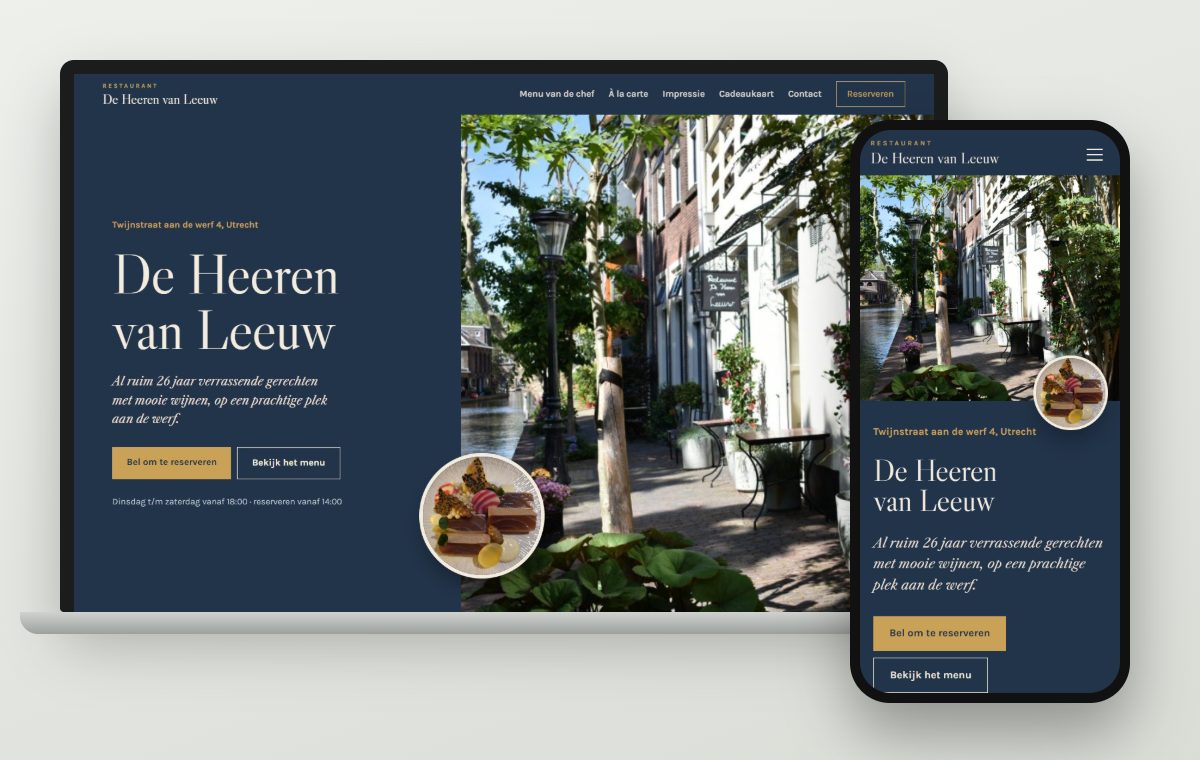 RESTAURANT
De Heeren van Leeuw
Menu van de chef
À la carte
Impressie
Cadeaukaart
Contact
Reserveren
Twijnstraat aan de werf 4, Utrecht
De Heeren
van Leeuw
Al ruim 26 jaar verrassende gerechten
met mooie wijnen, op een prachtige plek
aan de werf.
Bel om te reserveren
Bekijk het menu
Dinsdag t/m zaterdag vanaf 18:00 · reserveren vanaf 14:00
Restaurant
De Heeren
van
Leeuw
RESTAURANT
De Heeren van Leeuw
Twijnstraat aan de werf 4, Utrecht
De Heeren
van Leeuw
Al ruim 26 jaar verrassende gerechten
met mooie wijnen, op een prachtige
plek aan de werf.
Bel om te reserveren
Bekijk het menu